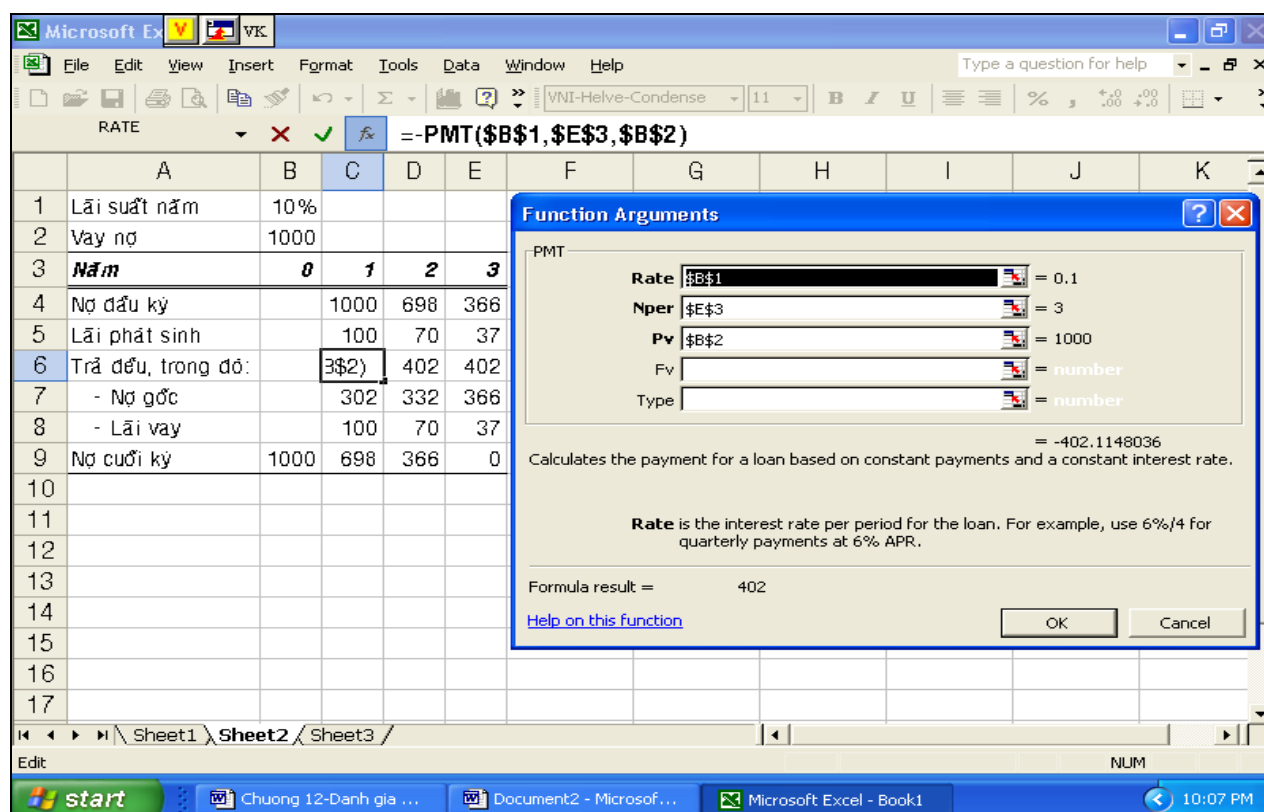 Microsoft Ex V VK
File Edit View Insert Format Tools Data Window Help Type a question for help
VNI-Helve-Condense 11 B I U % ,
RATE fx =-PMT($B$1,$E$3,$B$2)
A B C D E F G H I J K
1 Lãi suất năm 10%
2 Vay nợ 1000
3 Năm 0 1 2 3
4 Nợ đầu kỳ 1000 698 366
5 Lãi phát sinh 100 70 37
6 Trả đều, trong đó: B$2) 402 402
7 - Nợ gốc 302 332 366
8 - Lãi vay 100 70 37
9 Nợ cuối kỳ 1000 698 366 0
10
11
12
13
14
15
16
17
Function Arguments
PMT
Rate $B$1 = 0.1
Nper $E$3 = 3
Pv $B$2 = 1000
Fv = number
Type = number
= -402.1148036
Calculates the payment for a loan based on constant payments and a constant interest rate.
Rate is the interest rate per period for the loan. For example, use 6%/4 for
quarterly payments at 6% APR.
Formula result = 402
Help on this function OK Cancel
Sheet1 Sheet2 Sheet3
Edit NUM
start Chuong 12-Danh gia ... Document2 - Microsof... Microsoft Excel - Book1 10:07 PM